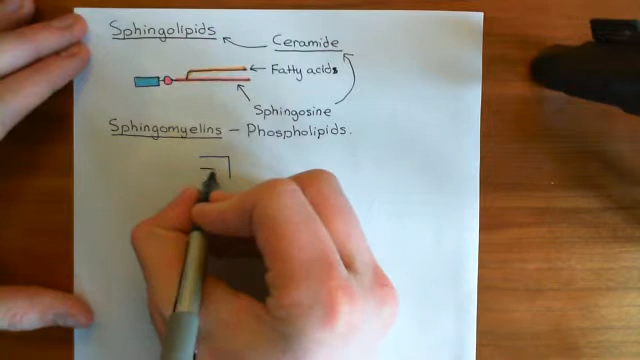 Sphingolipids
Ceramide
Fatty acids
Sphingosine
Sphingomyelins – Phospholipids.